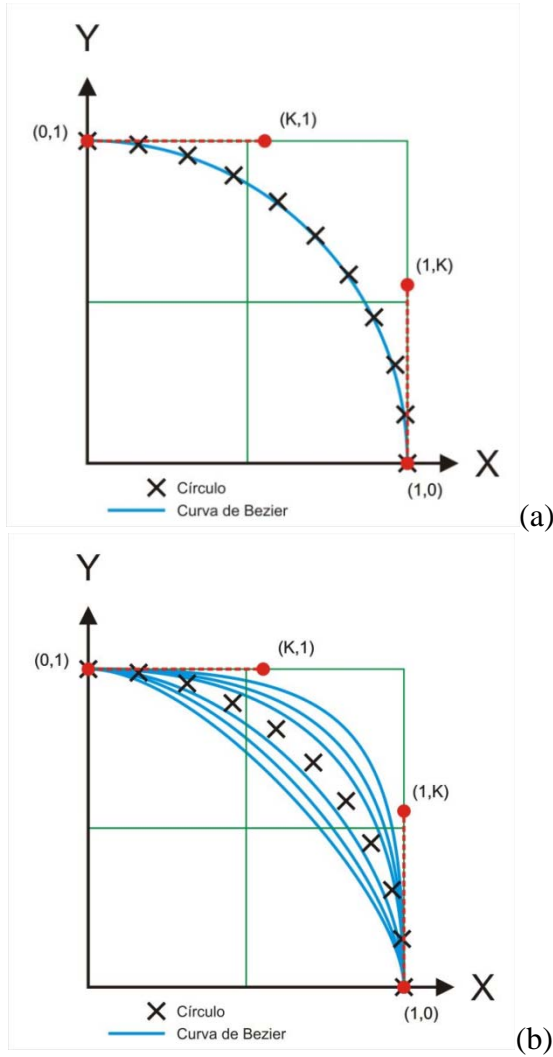 Y
(0,1)
(K,1)
(1,K)
X
(1,0)
Círculo
Curva de Bezier
(a)
Y
(0,1)
(K,1)
(1,K)
X
(1,0)
Círculo
Curva de Bezier
(b)